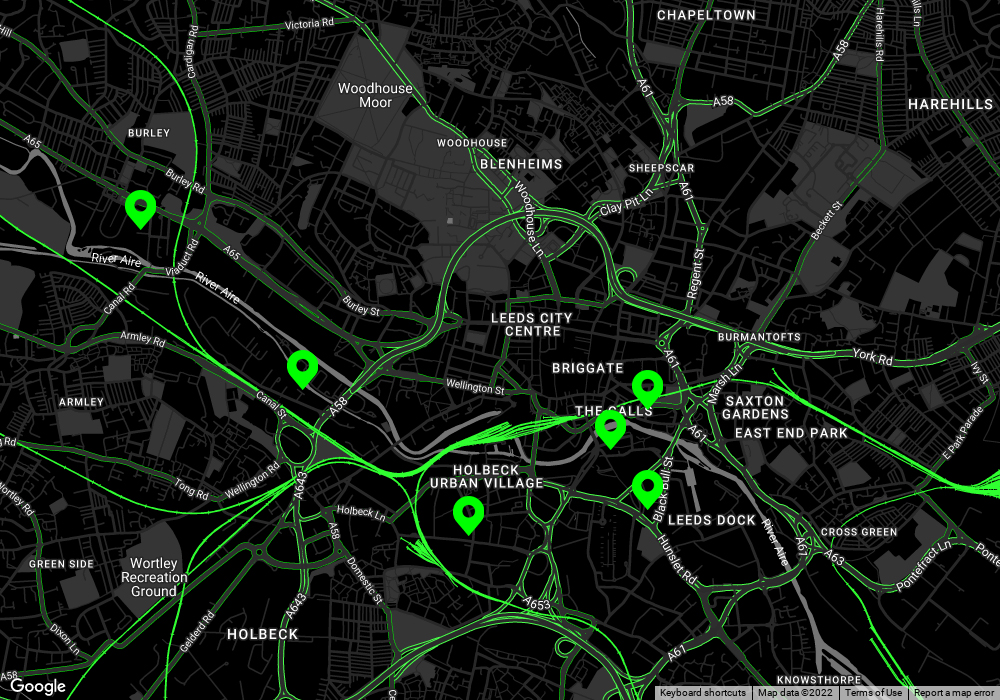 CHAPELTOWN
Victoria Rd
Hill
Cardigan Rd
Harehills Rd
A58
A61
Woodhouse
Moor
A58
HAREHILLS
BURLEY
A65
WOODHOUSE
BLENHEIMS
SHEEPSCAR
Burley Rd
Woodhouse Ln
Clay Pit Ln
A61
Beckett St
River Aire
Viaduct Rd
A65
River Aire
Canal Rd
Regent St
Burley St
LEEDS CITY
CENTRE
Armley Rd
BURMANTOFTS
York Rd
A61
Marsh Ln
BRIGGATE
Ivy St
Wellington St
ARMLEY
Canal St
A58
THE CALLS
SAXTON
GARDENS
EAST END PARK
E Park Parade
A61
Rd
Tong Rd
Wellington Rd
A643
HOLBECK
URBAN VILLAGE
Black Bull St
Wortley Rd
Holbeck Ln
A58
LEEDS DOCK
River Aire
CROSS GREEN
A61
A63
Hunslet Rd
Pontefract Ln
GREEN SIDE
Wortley
Recreation
Ground
Domestic St
A643
A653
Gelderd Rd
Dixon Ln
HOLBECK
A58
A61
KNOWSTHORPE
Google
Keyboard shortcuts
Map data ©2022
Terms of Use
Report a map error